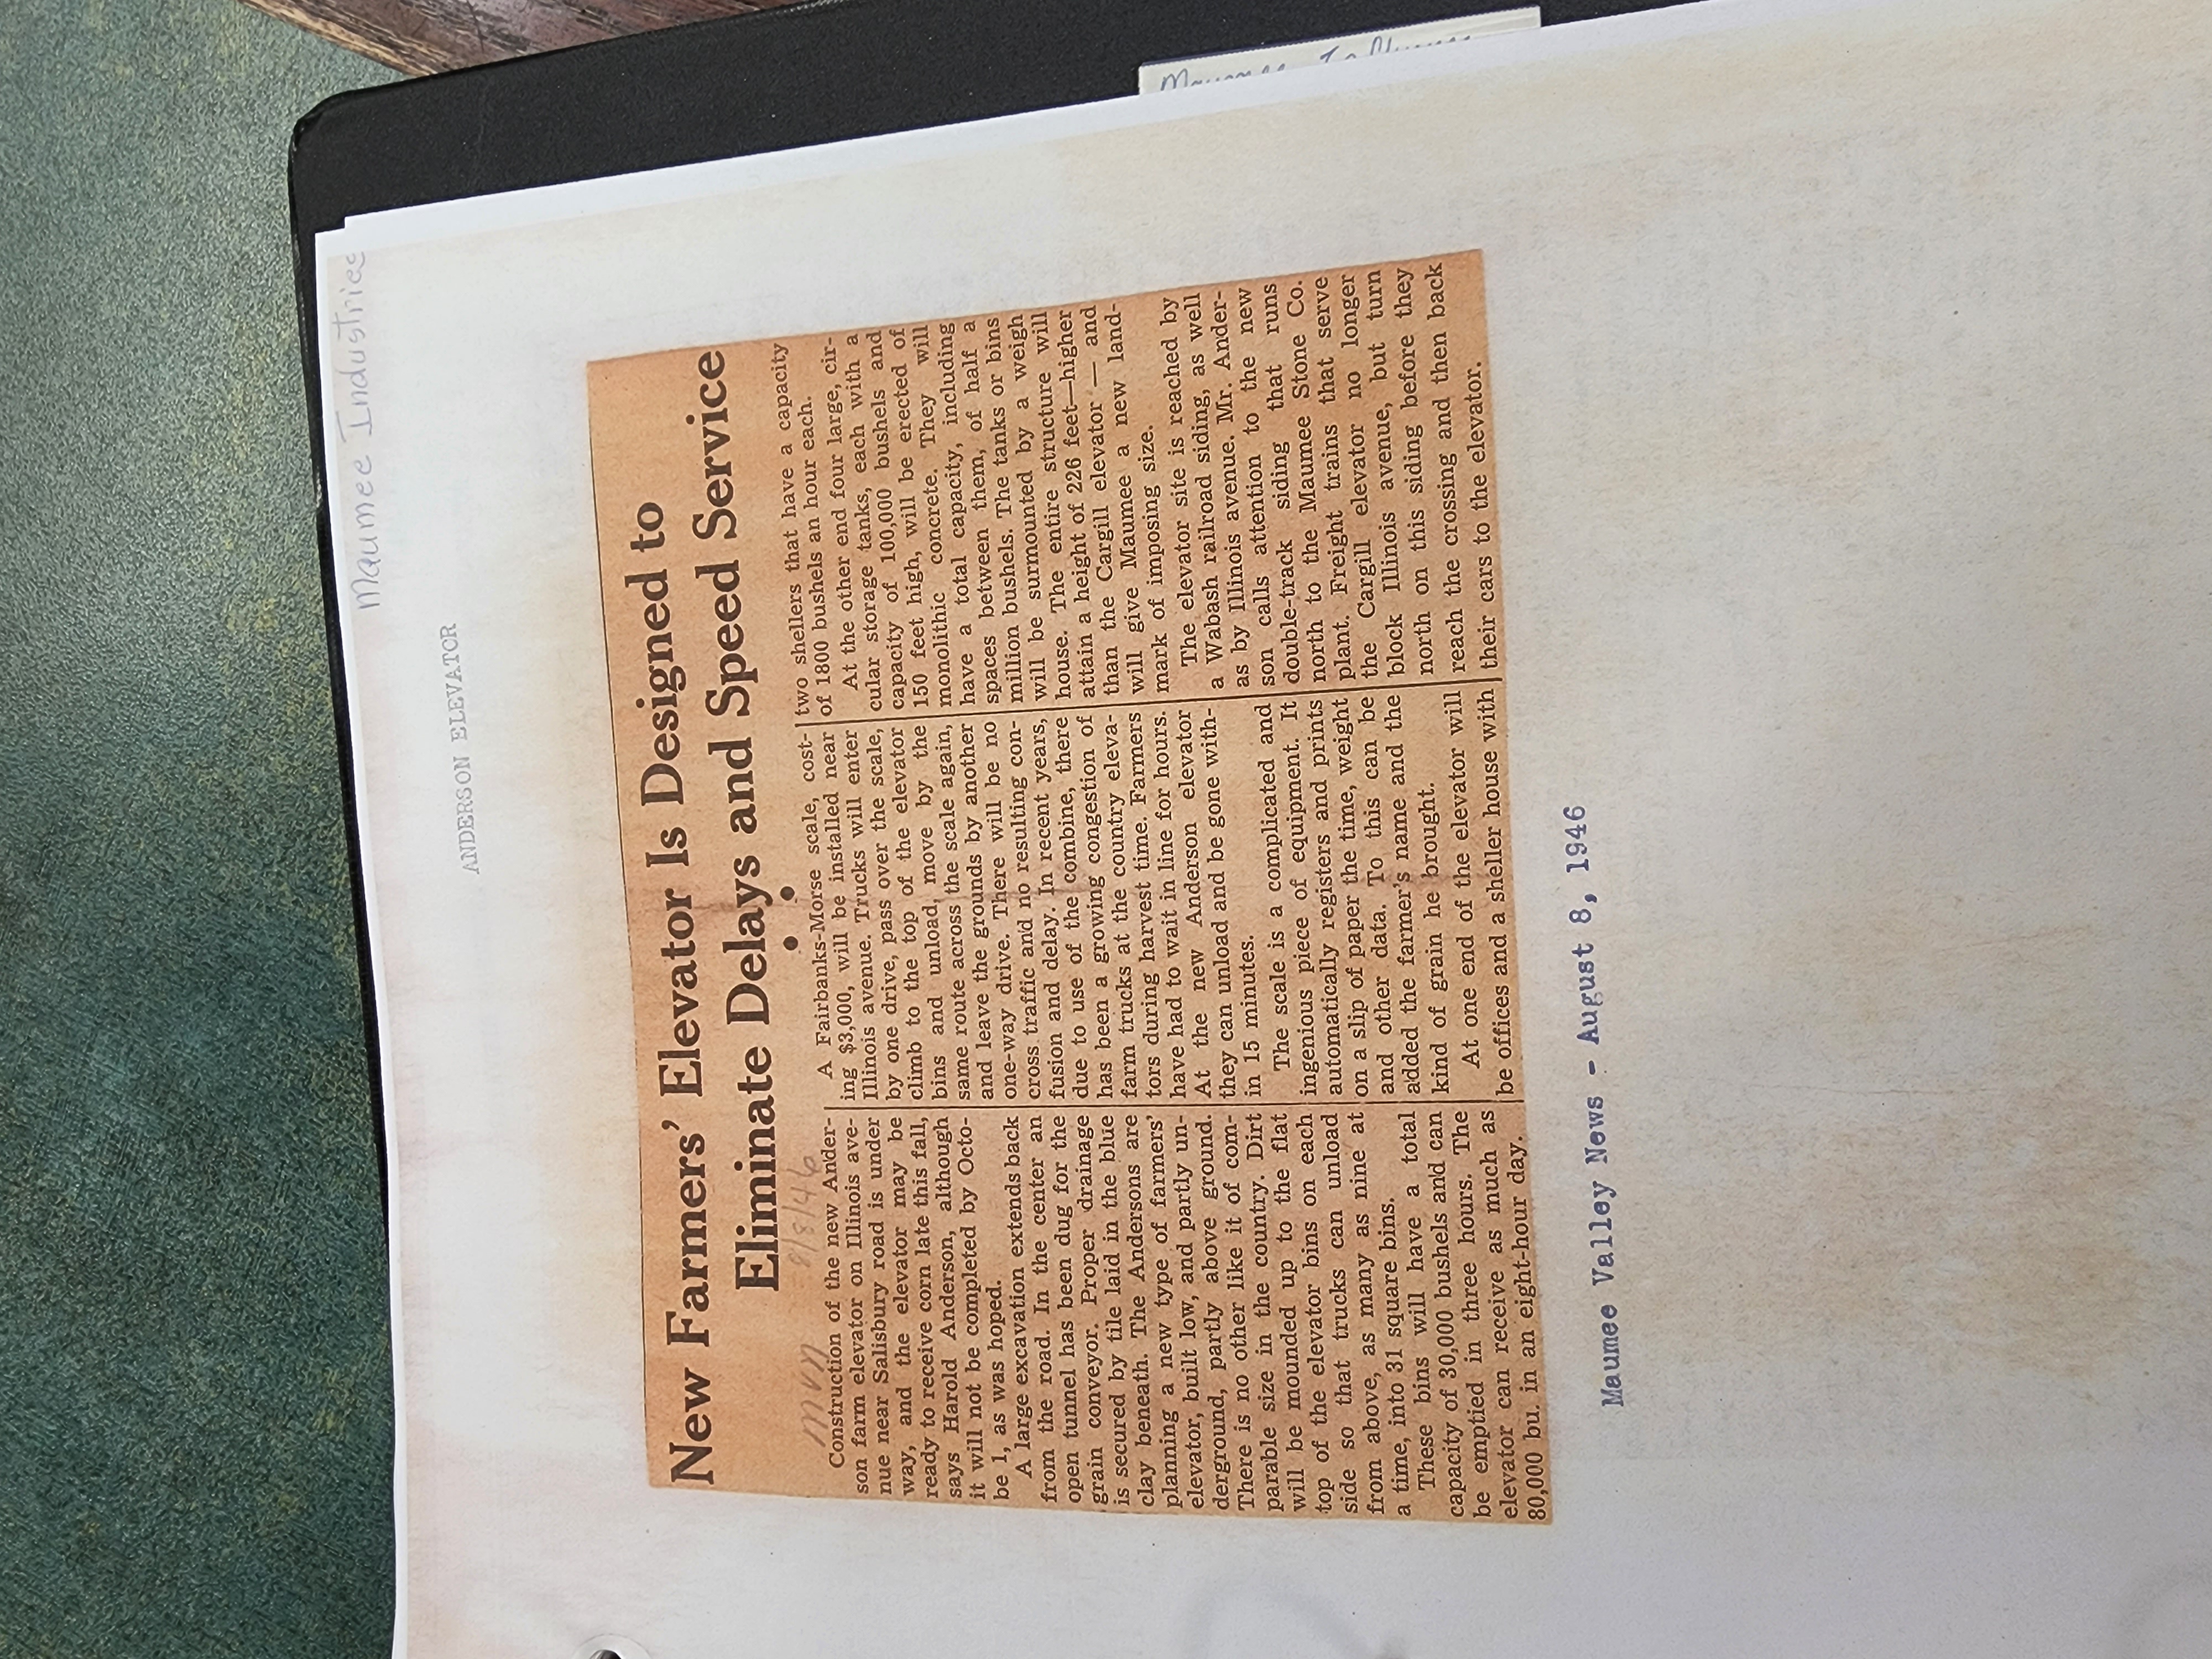 Maumee Industries
ANDERSON ELEVATOR
New Farmers' Elevator Is Designed to
Eliminate Delays and Speed Service
mvn 8/8/46
Construction of the new Ander-
son farm elevator on Illinois ave-
nue near Salisbury road is under
way, and the elevator may be
ready to receive corn late this fall,
says Harold Anderson, although
it will not be completed by Octo-
be 1, as was hoped.
A large excavation extends back
from the road. In the center an
open tunnel has been dug for the
grain conveyor. Proper drainage
is secured by tile laid in the blue
clay beneath. The Andersons are
planning a new type of farmers'
elevator, built low, and partly un-
derground, partly above ground.
There is no other like it of com-
parable size in the country. Dirt
will be mounded up to the flat
top of the elevator bins on each
side so that trucks can unload
from above, as many as nine at
a time, into 31 square bins.
These bins will have a total
capacity of 30,000 bushels and can
be emptied in three hours. The
elevator can receive as much as
80,000 bu. in an eight-hour day.
A Fairbanks-Morse scale, cost-
ing $3,000, will be installed near
Illinois avenue. Trucks will enter
by one drive, pass over the scale,
climb to the top of the elevator
bins and unload, move by the
same route across the scale again,
and leave the grounds by another
one-way drive. There will be no
cross traffic and no resulting con-
fusion and delay. In recent years,
due to use of the combine, there
has been a growing congestion of
farm trucks at the country eleva-
tors during harvest time. Farmers
have had to wait in line for hours.
At the new Anderson elevator
they can unload and be gone with-
in 15 minutes.
The scale is a complicated and
ingenious piece of equipment. It
automatically registers and prints
on a slip of paper the time, weight
and other data. To this can be
added the farmer's name and the
kind of grain he brought.
At one end of the elevator will
be offices and a sheller house with
two shellers that have a capacity
of 1800 bushels an hour each.
At the other end four large, cir-
cular storage tanks, each with a
capacity of 100,000 bushels and
150 feet high, will be erected of
monolithic concrete. They will
have a total capacity, including
spaces between them, of half a
million bushels. The tanks or bins
will be surmounted by a weigh
house. The entire structure will
attain a height of 226 feet—higher
than the Cargill elevator — and
will give Maumee a new land-
mark of imposing size.
The elevator site is reached by
a Wabash railroad siding, as well
as by Illinois avenue. Mr. Ander-
son calls attention to the new
double-track siding that runs
north to the Maumee Stone Co.
plant. Freight trains that serve
the Cargill elevator no longer
block Illinois avenue, but turn
north on this siding before they
reach the crossing and then back
their cars to the elevator.
Maumee Valley News - August 8, 1946